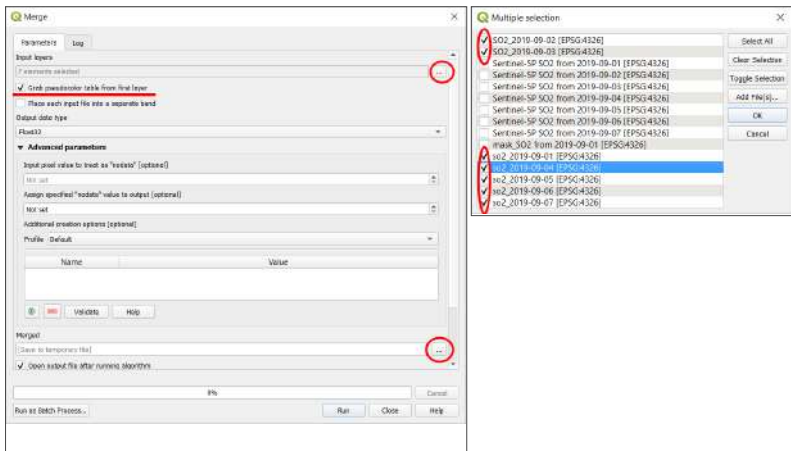 Merge
Parameters
Log
Input layers
7 elements selected
...
Grab pseudocolor table from first layer
Place each input file into a separate band
Output data type
Float32
Advanced parameters
Input pixel value to treat as "nodata" [optional]
Not set
Assign specified "nodata" value to output [optional]
Not set
Additional creation options [optional]
Profile Default
Name Value
Validate Help
Merged
[Save to temporary file]
...
Open output file after running algorithm
0%
Cancel
Run as Batch Process...
Run Close Help
Multiple selection
SO2_2019-09-02 [EPSG:4326]
SO2_2019-09-03 [EPSG:4326]
Sentinel-5P SO2 from 2019-09-01 [EPSG:4326]
Sentinel-5P SO2 from 2019-09-02 [EPSG:4326]
Sentinel-5P SO2 from 2019-09-03 [EPSG:4326]
Sentinel-5P SO2 from 2019-09-04 [EPSG:4326]
Sentinel-5P SO2 from 2019-09-05 [EPSG:4326]
Sentinel-5P SO2 from 2019-09-06 [EPSG:4326]
Sentinel-5P SO2 from 2019-09-07 [EPSG:4326]
mask_SO2 from 2019-09-01 [EPSG:4326]
so2_2019-09-01 [EPSG:4326]
so2_2019-09-04 [EPSG:4326]
so2_2019-09-05 [EPSG:4326]
so2_2019-09-06 [EPSG:4326]
so2_2019-09-07 [EPSG:4326]
Select All
Clear Selection
Toggle Selection
Add File(s)...
OK
Cancel